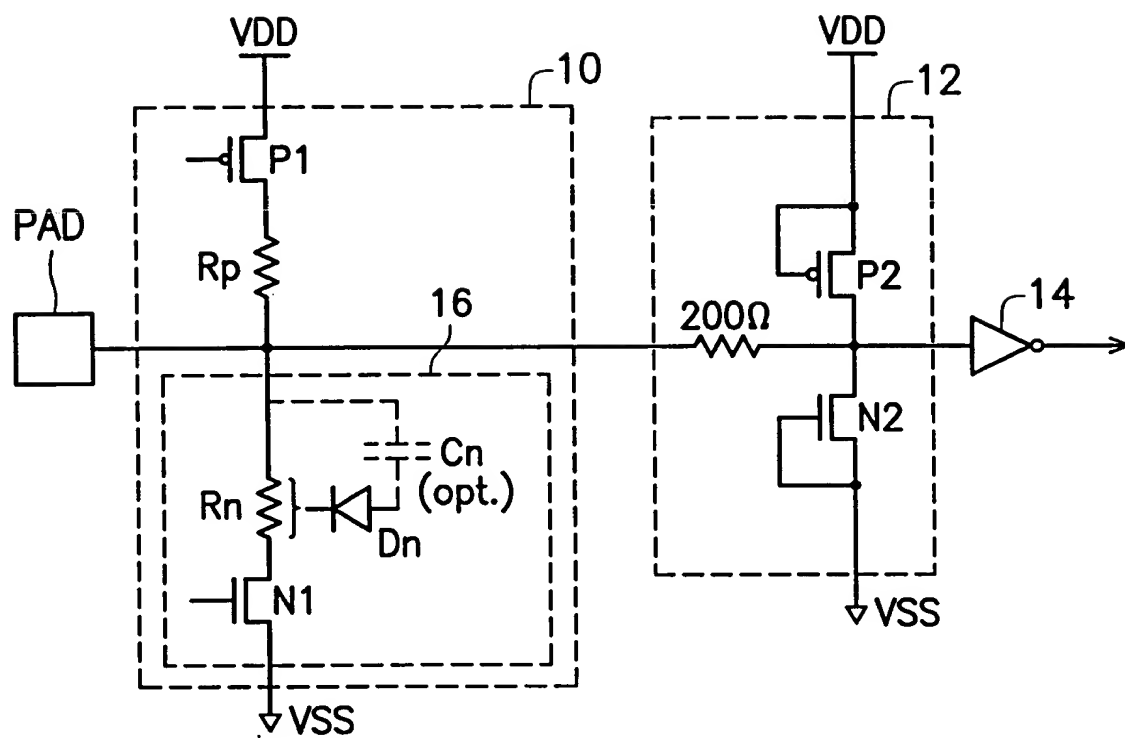 VDD
VDD
10
12
P1
PAD
Rp
P2
16
200Ω
14
Cn
(opt.)
N2
Rn
Dn
N1
VSS
VSS